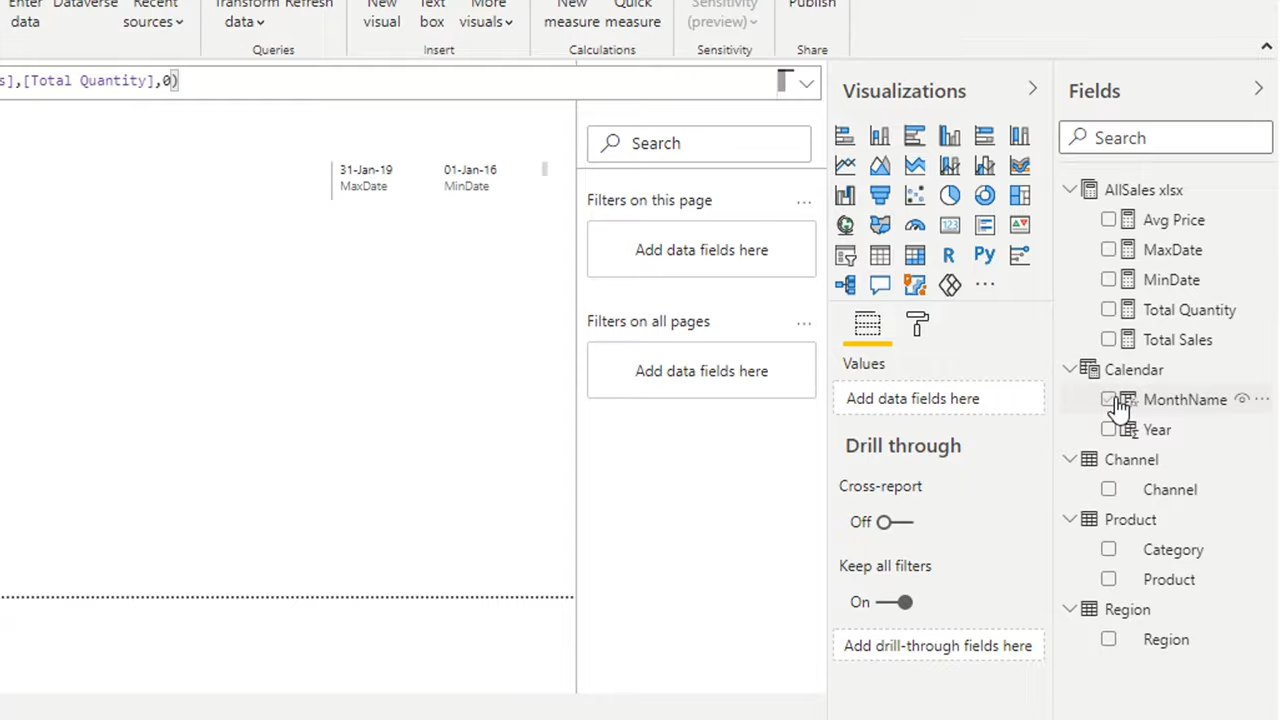 Enter
data
Dataverse
Recent
sources
Transform
data
Refresh
Queries
New
visual
Text
box
More
visuals
Insert
New
measure
Quick
measure
Calculations
Sensitivity
(preview)
Sensitivity
Publish
Share
s],[Total Quantity],0)
31-Jan-19
MaxDate
01-Jan-16
MinDate
Search
Filters on this page
Add data fields here
Filters on all pages
Add data fields here
Visualizations
R
Py
123
Values
Add data fields here
Drill through
Cross-report
Off
Keep all filters
On
Add drill-through fields here
Fields
Search
AllSales xlsx
Avg Price
MaxDate
MinDate
Total Quantity
Total Sales
Calendar
MonthName
Year
Channel
Channel
Product
Category
Product
Region
Region